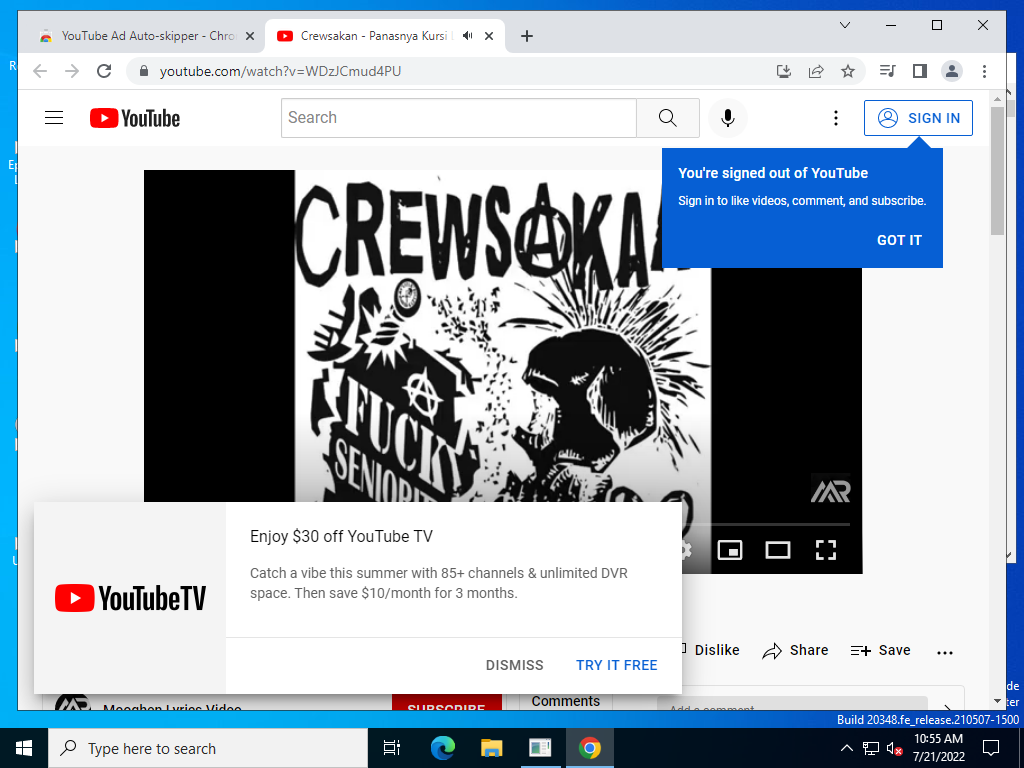 YouTube Ad Auto-skipper - Chro
Crewsakan - Panasnya Kursi
youtube.com/watch?v=WDzJCmud4PU
YouTube
Search
SIGN IN
You're signed out of YouTube
Sign in to like videos, comment, and subscribe.
GOT IT
CREWSAKA
FUCK
SENIORI
MR
Enjoy $30 off YouTube TV
Catch a vibe this summer with 85+ channels & unlimited DVR
space. Then save $10/month for 3 months.
YouTubeTV
DISMISS
TRY IT FREE
Dislike
Share
Save
Mooghen Lyrics Video
SUBSCRIBE
Comments
Add a comment...
Build 20348.fe_release.210507-1500
Type here to search
10:55 AM
7/21/2022